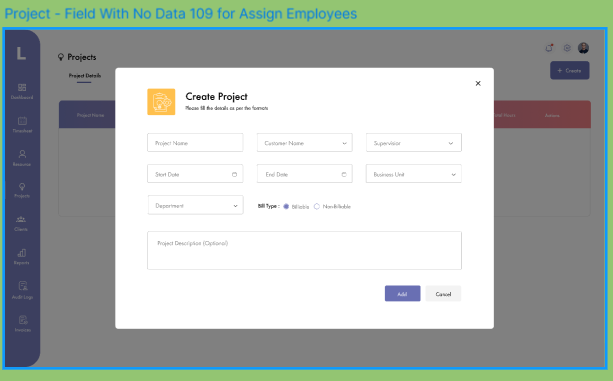 Project - Field With No Data 109 for Assign Employees
L
Projects
Project Details
+ Create
Create Project
Please fill the details as per the formats
Project Name
Customer Name
Supervisor
Start Date
End Date
Business Unit
Department
Bill Type :
Billable
Non-Billable
Project Description (Optional)
Add
Cancel
Dashboard
Timesheet
Resource
Projects
Clients
Reports
Audit Logs
Invoices
Project Name
Actions